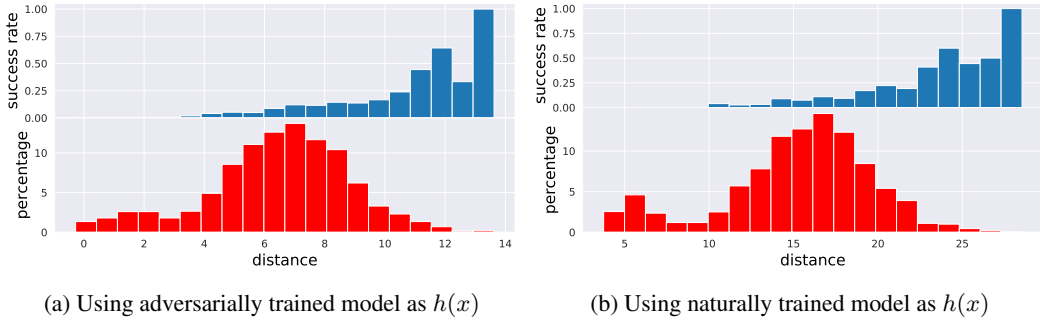 1.00
0.75
0.50
0.25
0.00
success rate
10
5
0
percentage
0 2 4 6 8 10 12 14
distance
(a) Using adversarially trained model as h(x)
1.00
0.75
0.50
0.25
0.00
success rate
10
5
0
percentage
5 10 15 20 25
distance
(b) Using naturally trained model as h(x)